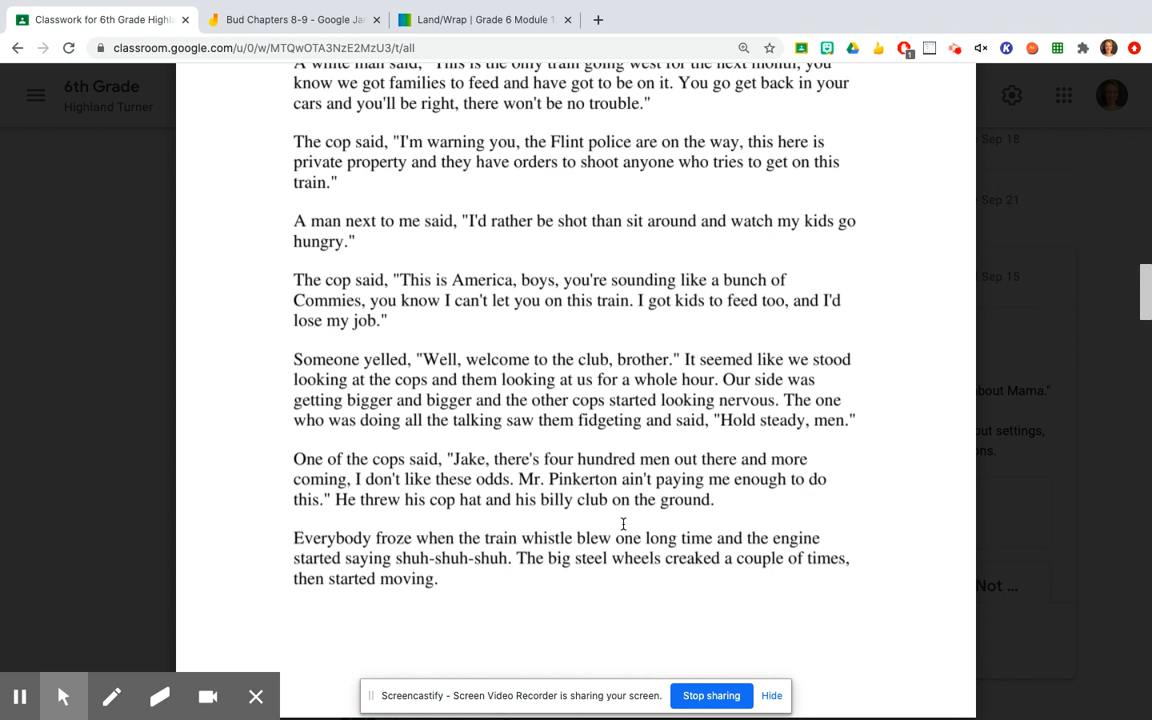 Classwork for 6th Grade Highl
Bud Chapters 8-9 - Google Ja
Land/Wrap | Grade 6 Module 1
classroom.google.com/u/0/w/MTQwOTA3NzE2MzU3/t/all
6th Grade
Highland Turner
Sep 18
Sep 21
Sep 15
bout Mama."
out settings,
ons.
Not ...
A white man said, "This is the only train going west for the next month, you
know we got families to feed and have got to be on it. You go get back in your
cars and you'll be right, there won't be no trouble."
The cop said, "I'm warning you, the Flint police are on the way, this here is
private property and they have orders to shoot anyone who tries to get on this
train."
A man next to me said, "I'd rather be shot than sit around and watch my kids go
hungry."
The cop said, "This is America, boys, you're sounding like a bunch of
Commies, you know I can't let you on this train. I got kids to feed too, and I'd
lose my job."
Someone yelled, "Well, welcome to the club, brother." It seemed like we stood
looking at the cops and them looking at us for a whole hour. Our side was
getting bigger and bigger and the other cops started looking nervous. The one
who was doing all the talking saw them fidgeting and said, "Hold steady, men."
One of the cops said, "Jake, there's four hundred men out there and more
coming, I don't like these odds. Mr. Pinkerton ain't paying me enough to do
this." He threw his cop hat and his billy club on the ground.
Everybody froze when the train whistle blew one long time and the engine
started saying shuh-shuh-shuh. The big steel wheels creaked a couple of times,
then started moving.
Screencastify - Screen Video Recorder is sharing your screen.
Stop sharing
Hide